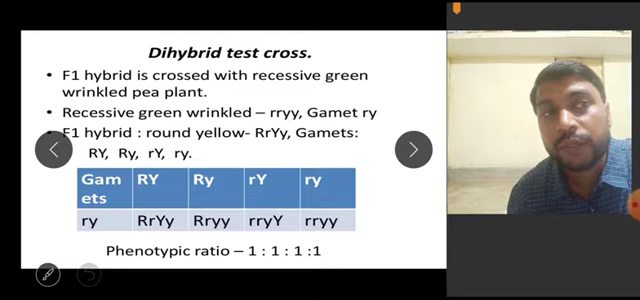 Dihybrid test cross.
• F1 hybrid is crossed with recessive green
wrinkled pea plant.
• Recessive green wrinkled – rryy, Gamet ry
• F1 hybrid : round yellow- RrYy, Gamets:
RY, Ry, rY, ry.
Gam RY Ry rY ry
ets
ry RrYy Rryy rryY rryy
Phenotypic ratio – 1 : 1 : 1 :1